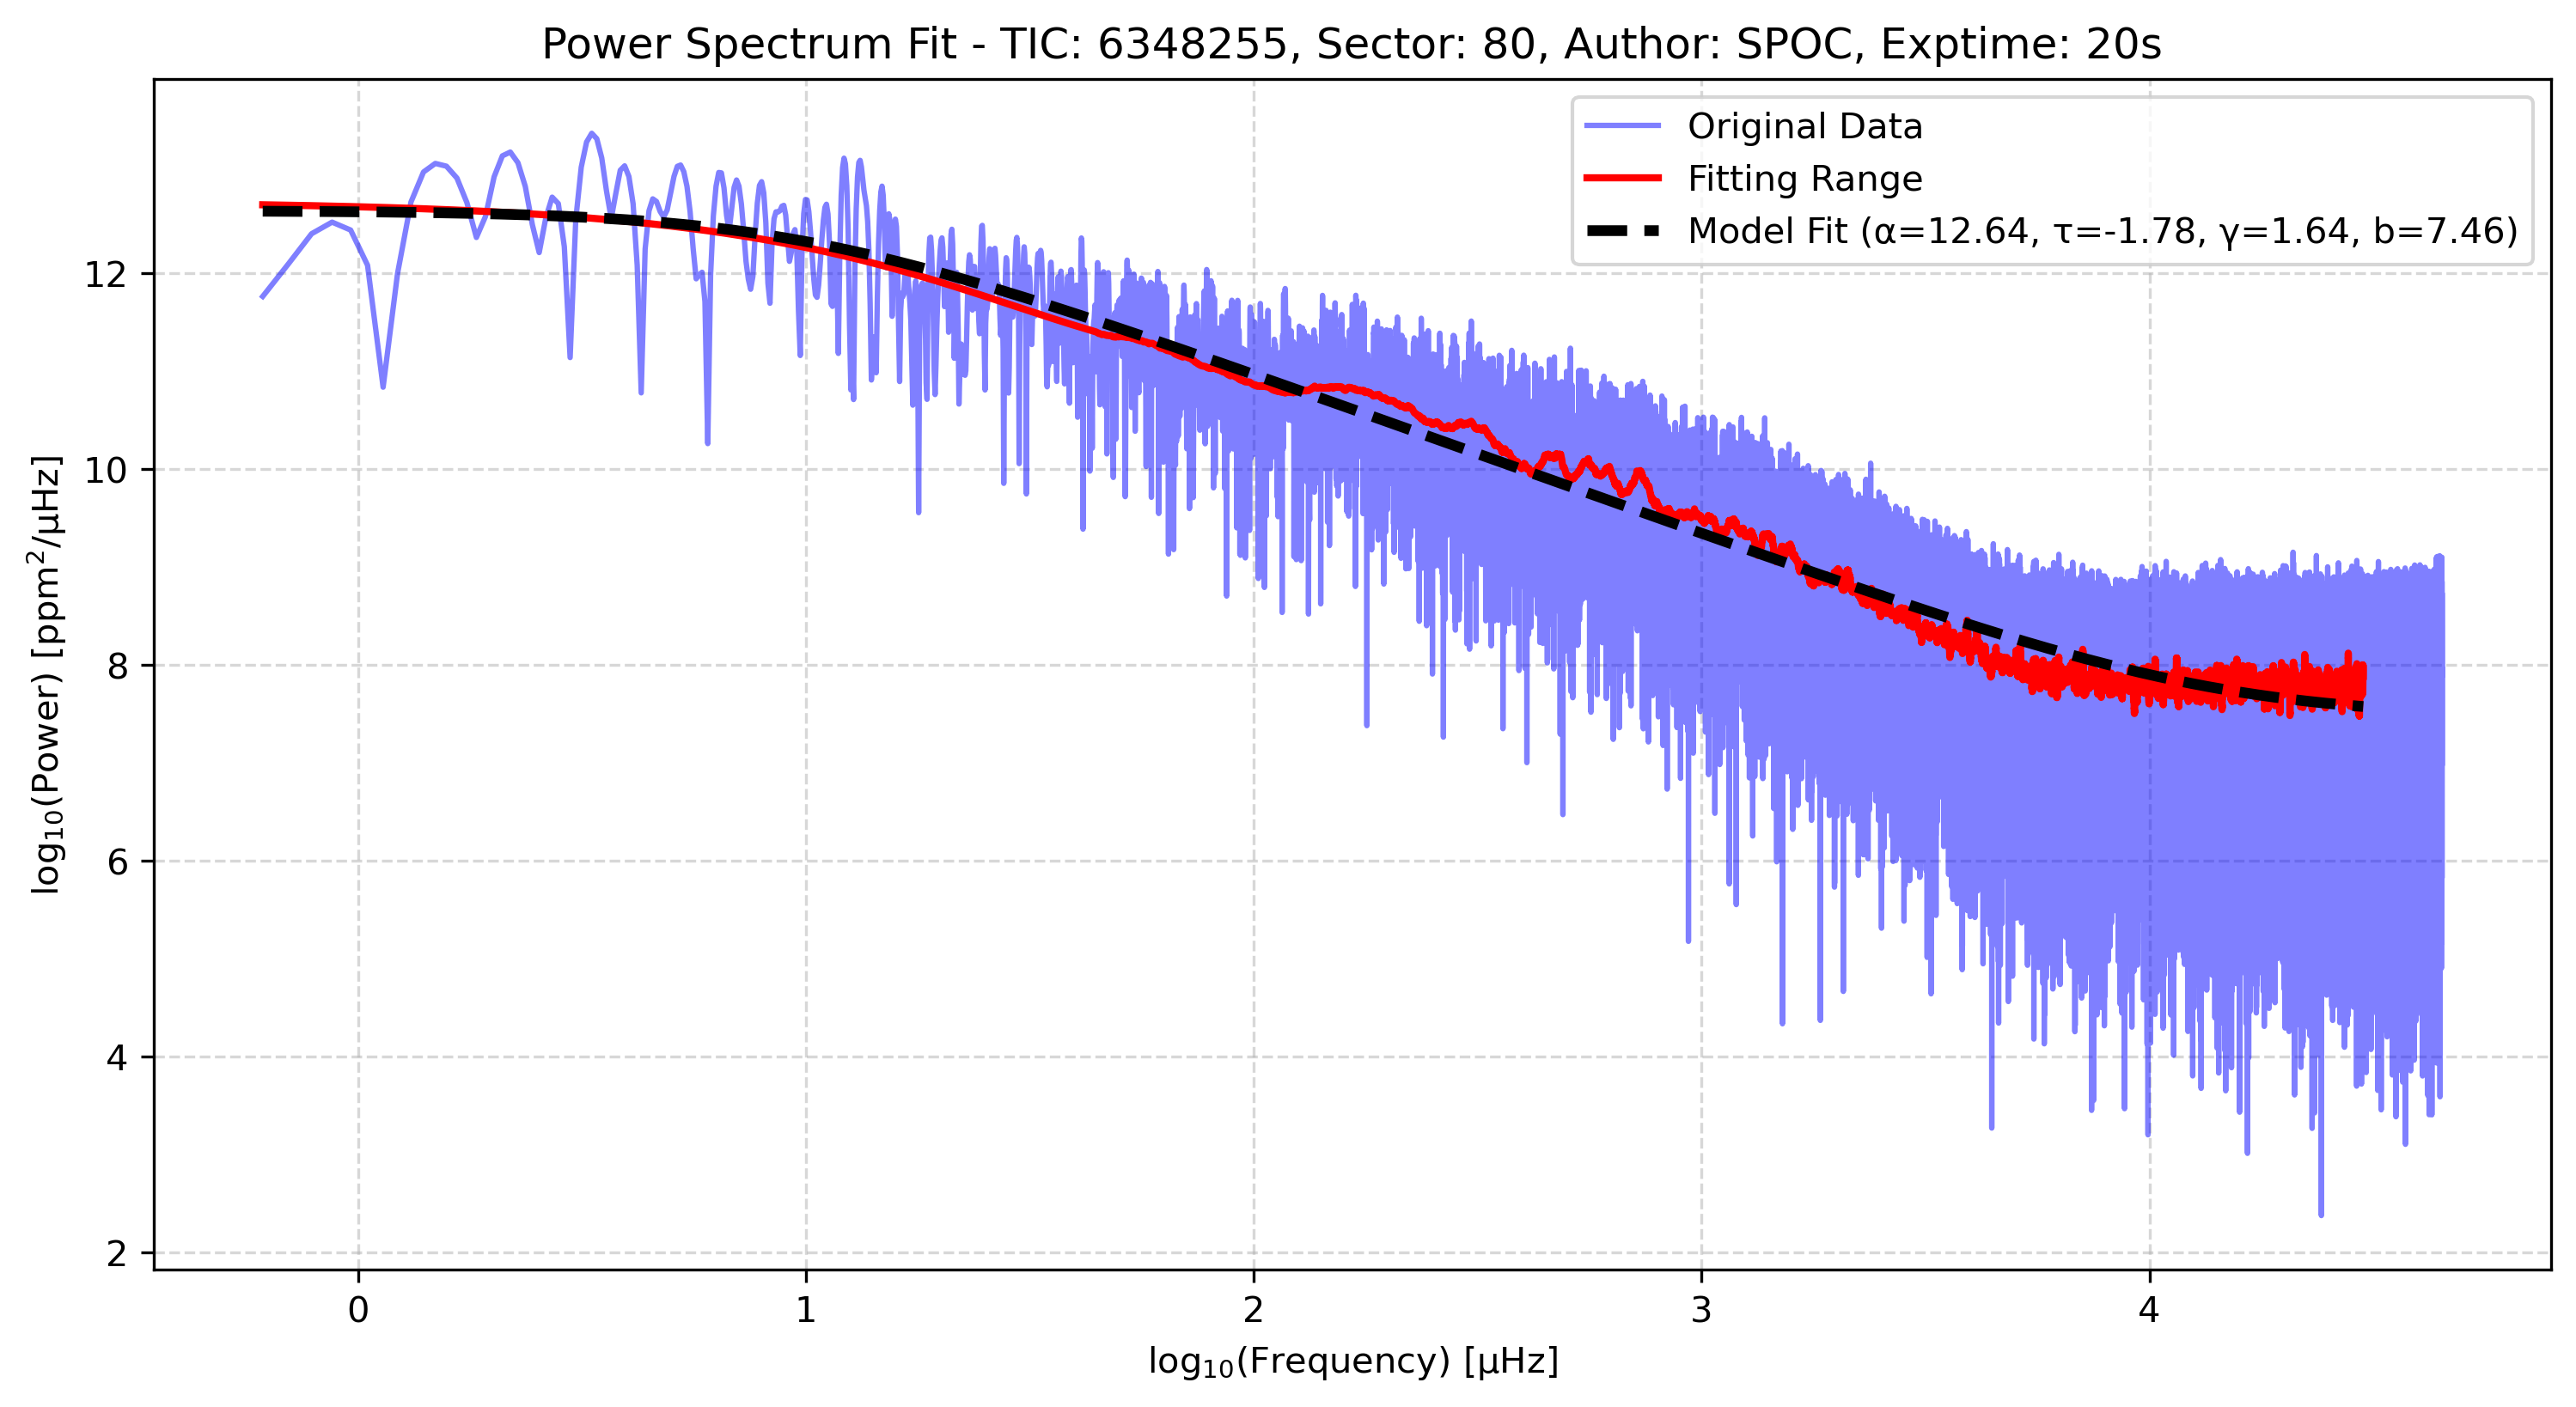 Power Spectrum Fit - TIC: 6348255, Sector: 80, Author: SPOC, Exptime: 20s
Original Data
Fitting Range
Model Fit (α=12.64, τ=-1.78, γ=1.64, b=7.46)
log₁₀(Power) [ppm²/μHz]
12
10
8
6
4
2
0 1 2 3 4
log₁₀(Frequency) [μHz]